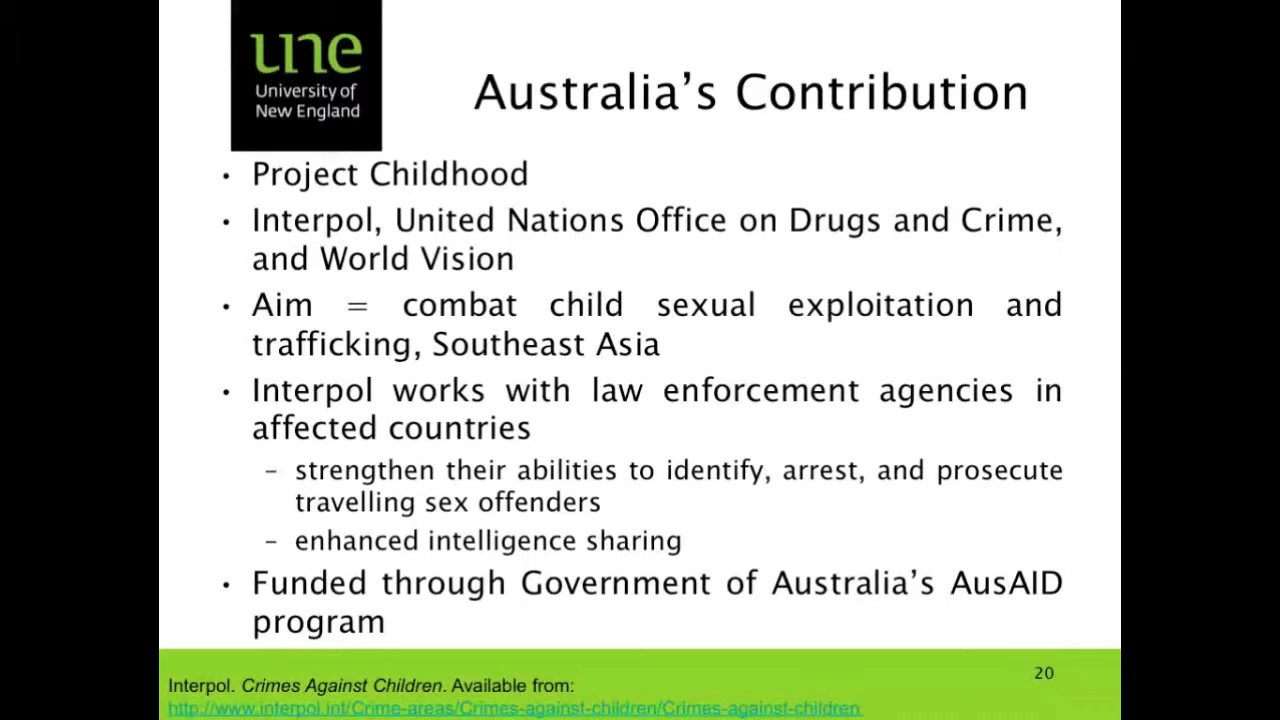 une
University of
New England
Australia's Contribution
• Project Childhood
• Interpol, United Nations Office on Drugs and Crime,
and World Vision
• Aim = combat child sexual exploitation and
trafficking, Southeast Asia
• Interpol works with law enforcement agencies in
affected countries
– strengthen their abilities to identify, arrest, and prosecute
travelling sex offenders
– enhanced intelligence sharing
• Funded through Government of Australia's AusAID
program
20
Interpol. Crimes Against Children. Available from:
http://www.interpol.int/Crime-areas/Crimes-against-children/Crimes-against-children